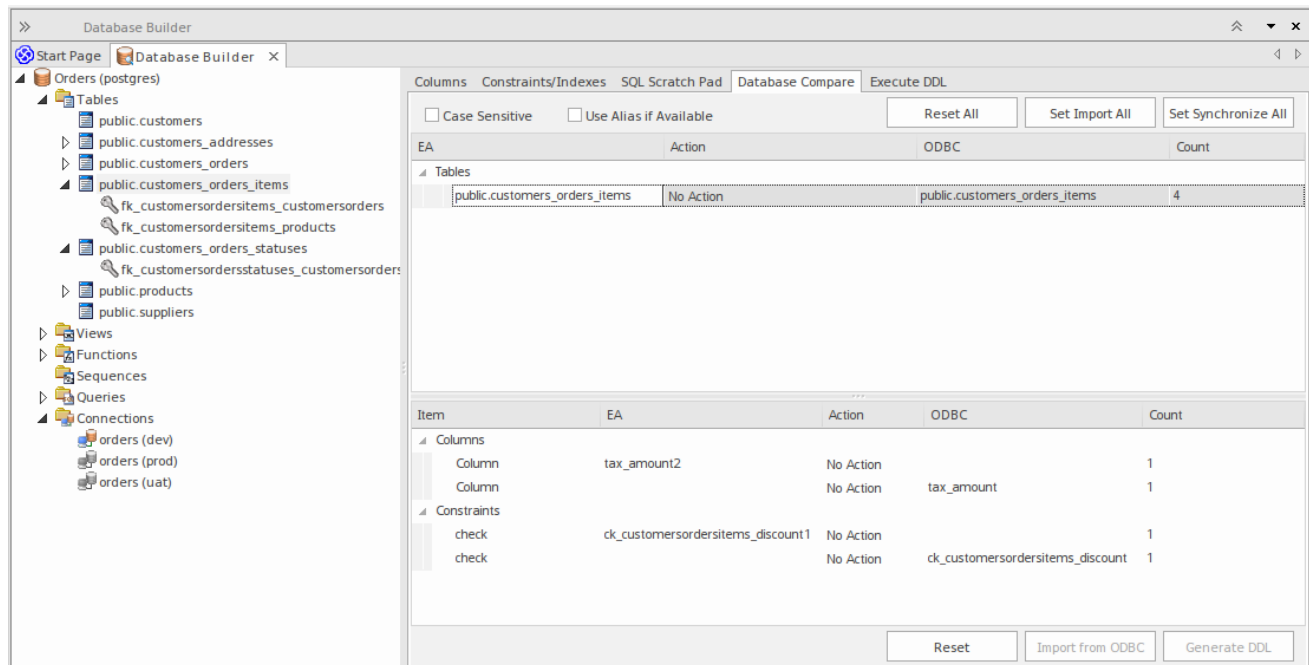 Database Builder
Start Page Database Builder
Orders (postgres)
Tables
public.customers
public.customers_addresses
public.customers_orders
public.customers_orders_items
fk_customersordersitems_customersorders
fk_customersordersitems_products
public.customers_orders_statuses
fk_customersordersstatuses_customersorders
public.products
public.suppliers
Views
Functions
Sequences
Queries
Connections
orders (dev)
orders (prod)
orders (uat)
Columns Constraints/Indexes SQL Scratch Pad Database Compare Execute DDL
Case Sensitive Use Alias if Available Reset All Set Import All Set Synchronize All
EA Action ODBC Count
Tables
public.customers_orders_items No Action public.customers_orders_items 4
Item EA Action ODBC Count
Columns
Column tax_amount2 No Action 1
Column No Action tax_amount 1
Constraints
check ck_customersordersitems_discount1 No Action 1
check No Action ck_customersordersitems_discount 1
Reset Import from ODBC Generate DDL